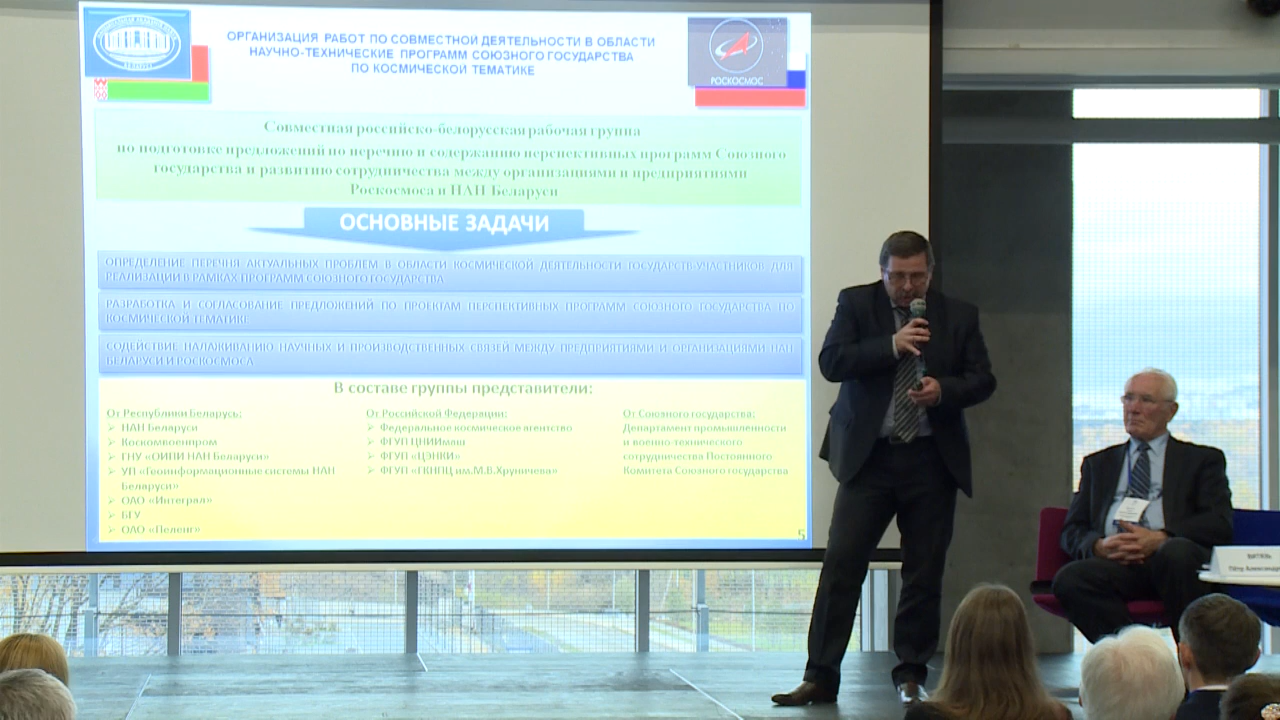 ОРГАНИЗАЦИЯ РАБОТ ПО СОВМЕСТНОЙ ДЕЯТЕЛЬНОСТИ В ОБЛАСТИ
НАУЧНО-ТЕХНИЧЕСКИЕ ПРОГРАММ СОЮЗНОГО ГОСУДАРСТВА
ПО КОСМИЧЕСКОЙ ТЕМАТИКЕ
РОСКОСМОС
Совместная российско-белорусская рабочая группа
по подготовке предложений по перечню и содержанию перспективных программ Союзного
государства и развитию сотрудничества между организациями и предприятиями
Роскосмоса и НАН Беларуси
ОСНОВНЫЕ ЗАДАЧИ
ОПРЕДЕЛЕНИЕ ПЕРЕЧНЯ АКТУАЛЬНЫХ ПРОБЛЕМ В ОБЛАСТИ КОСМИЧЕСКОЙ ДЕЯТЕЛЬНОСТИ ГОСУДАРСТВ-УЧАСТНИКОВ ДЛЯ
РЕАЛИЗАЦИИ В РАМКАХ ПРОГРАММ СОЮЗНОГО ГОСУДАРСТВА
РАЗРАБОТКА И СОГЛАСОВАНИЕ ПРЕДЛОЖЕНИЙ ПО ПРОЕКТАМ ПЕРСПЕКТИВНЫХ ПРОГРАММ СОЮЗНОГО ГОСУДАРСТВА ПО
КОСМИЧЕСКОЙ ТЕМАТИКЕ
СОДЕЙСТВИЕ НАЛАЖИВАНИЮ НАУЧНЫХ И ПРОИЗВОДСТВЕННЫХ СВЯЗЕЙ МЕЖДУ ПРЕДПРИЯТИЯМИ И ОРГАНИЗАЦИЯМИ НАН
БЕЛАРУСИ И РОСКОСМОСА
В составе группы представители:
От Республики Беларусь:
НАН Беларуси
Госкомвоенпром
ГНУ «ОИПИ НАН Беларуси»
УП «Геоинформационные системы НАН
Беларуси»
ОАО «Интеграл»
БГУ
ОАО «Пеленг»
От Российской Федерации:
Федеральное космическое агентство
ФГУП ЦНИИмаш
ФГУП «ЦЭНКИ»
ФГУП «ГКНПЦ им.М.В.Хруничева»
От Союзного государства:
Департамент промышленности
и военно-технического
сотрудничества Постоянного
Комитета Союзного государства
5
ВИТЯЗЬ
Пётр Александр